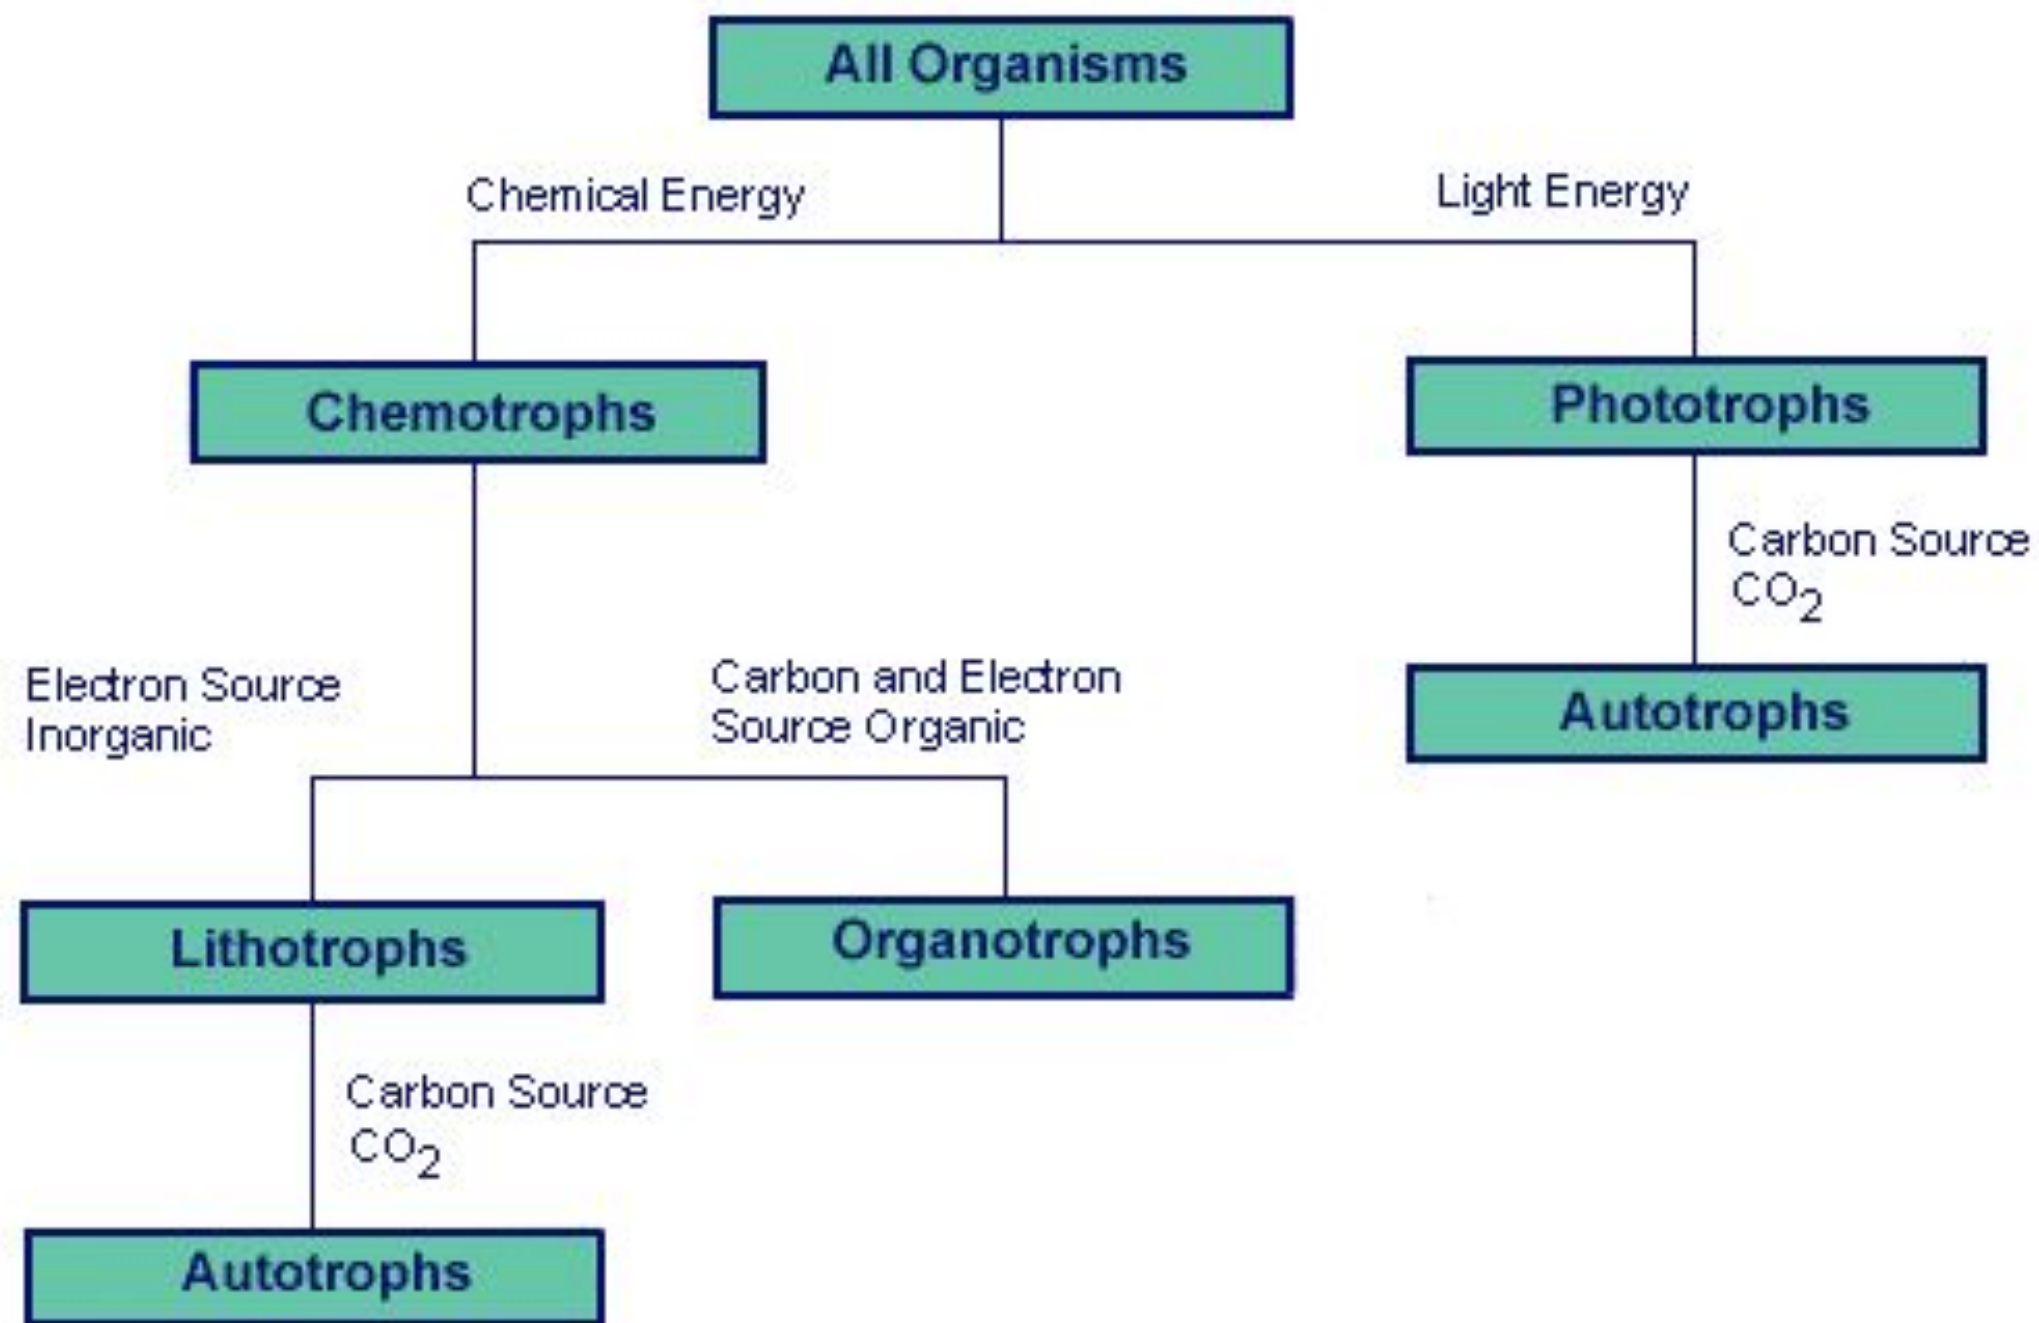 All Organisms
Chemical Energy
Light Energy
Chemotrophs
Phototrophs
Carbon Source
CO₂
Electron Source
Inorganic
Carbon and Electron
Source Organic
Autotrophs
Lithotrophs
Organotrophs
Carbon Source
CO₂
Autotrophs